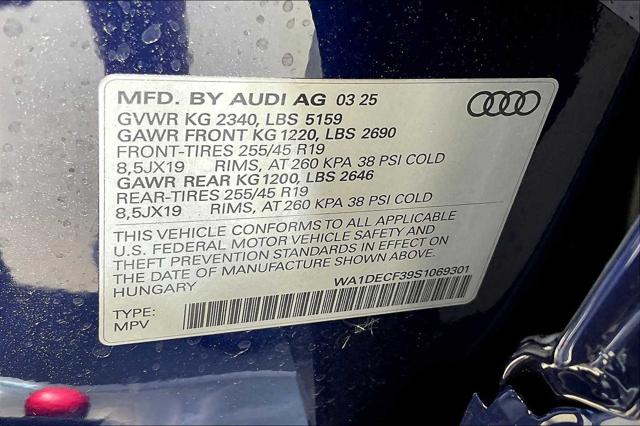 MFD. BY AUDI AG 03 25
GVWR KG 2340, LBS 5159
GAWR FRONT KG 1220, LBS 2690
FRONT-TIRES 255/45 R19
8,5JX19 RIMS, AT 260 KPA 38 PSI COLD
GAWR REAR KG1200, LBS 2646
REAR-TIRES 255/45 R19
8,5JX19 RIMS, AT 260 KPA 38 PSI COLD
THIS VEHICLE CONFORMS TO ALL APPLICABLE
U.S. FEDERAL MOTOR VEHICLE SAFETY AND
THEFT PREVENTION STANDARDS IN EFFECT ON
THE DATE OF MANUFACTURE SHOWN ABOVE
HUNGARY
WA1DECF39S1069301
TYPE:
MPV